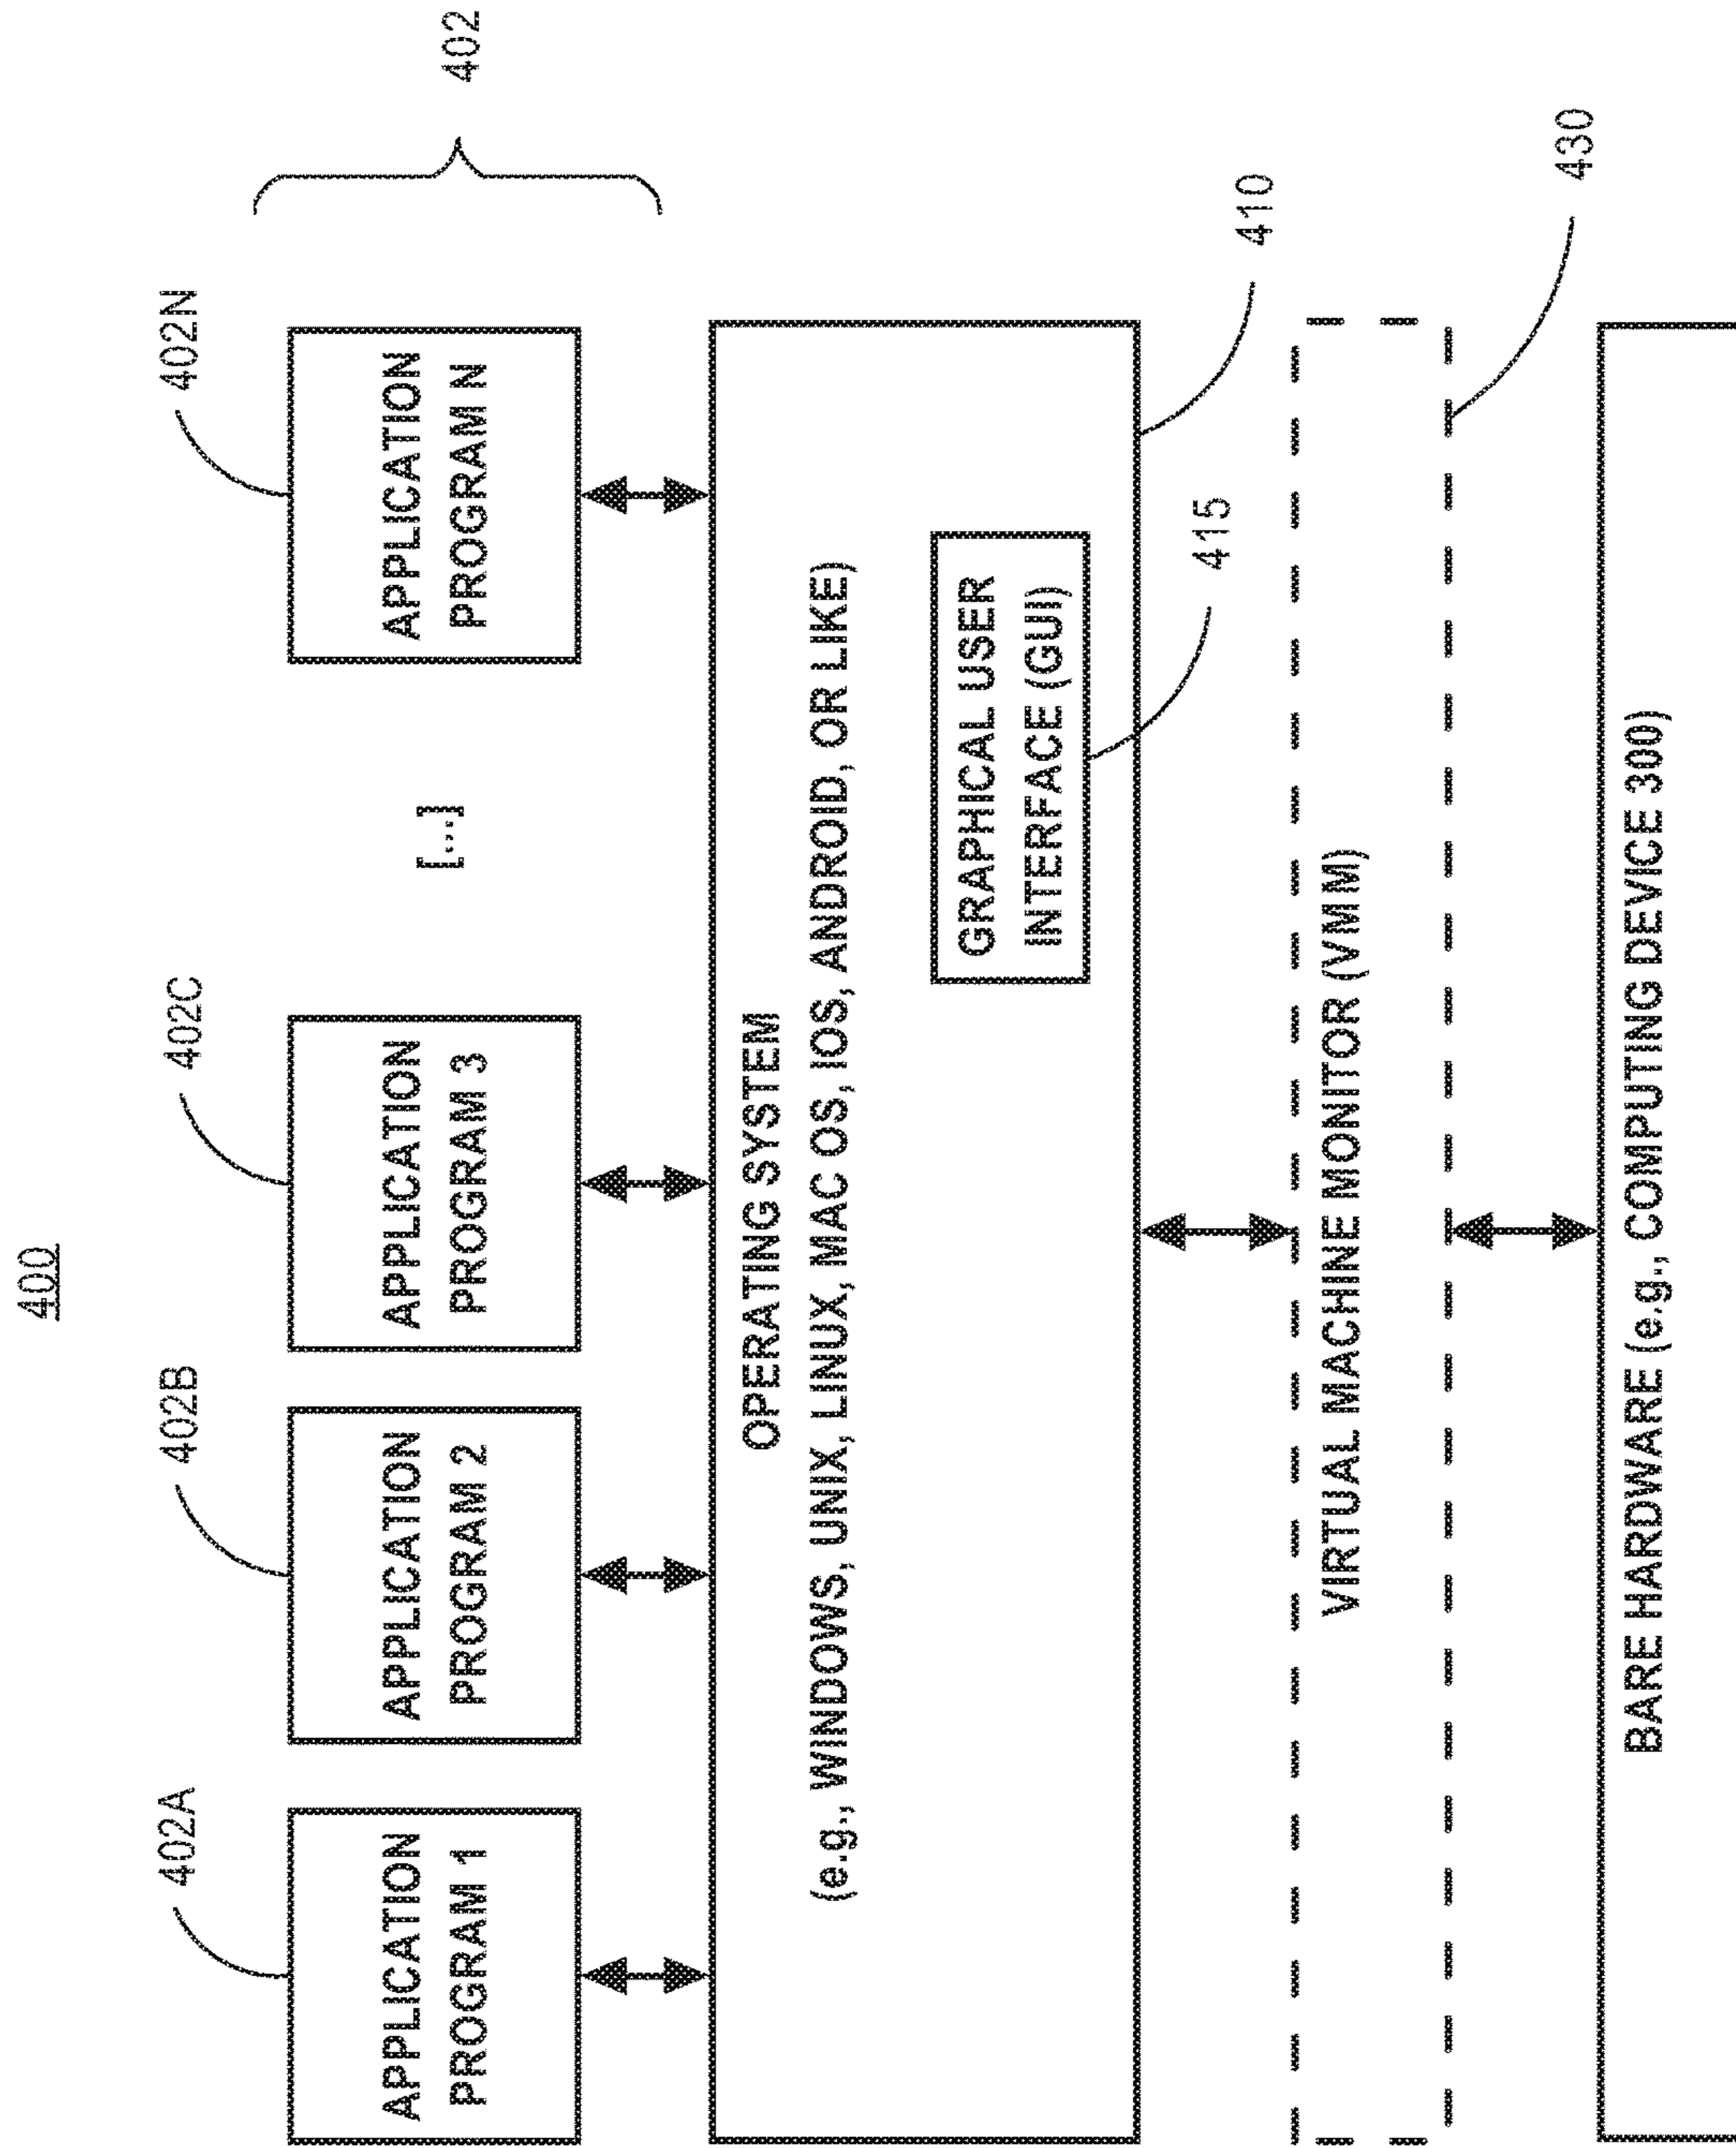 400
402A
402B
402C
402N
402
APPLICATION
PROGRAM 1
APPLICATION
PROGRAM 2
APPLICATION
PROGRAM 3
[...]
APPLICATION
PROGRAM N
OPERATING SYSTEM
(e.g., WINDOWS, UNIX, LINUX, MAC OS, IOS, ANDROID, OR LIKE)
GRAPHICAL USER
INTERFACE (GUI)
415
410
VIRTUAL MACHINE MONITOR (VMM)
430
BARE HARDWARE (e.g., COMPUTING DEVICE 300)